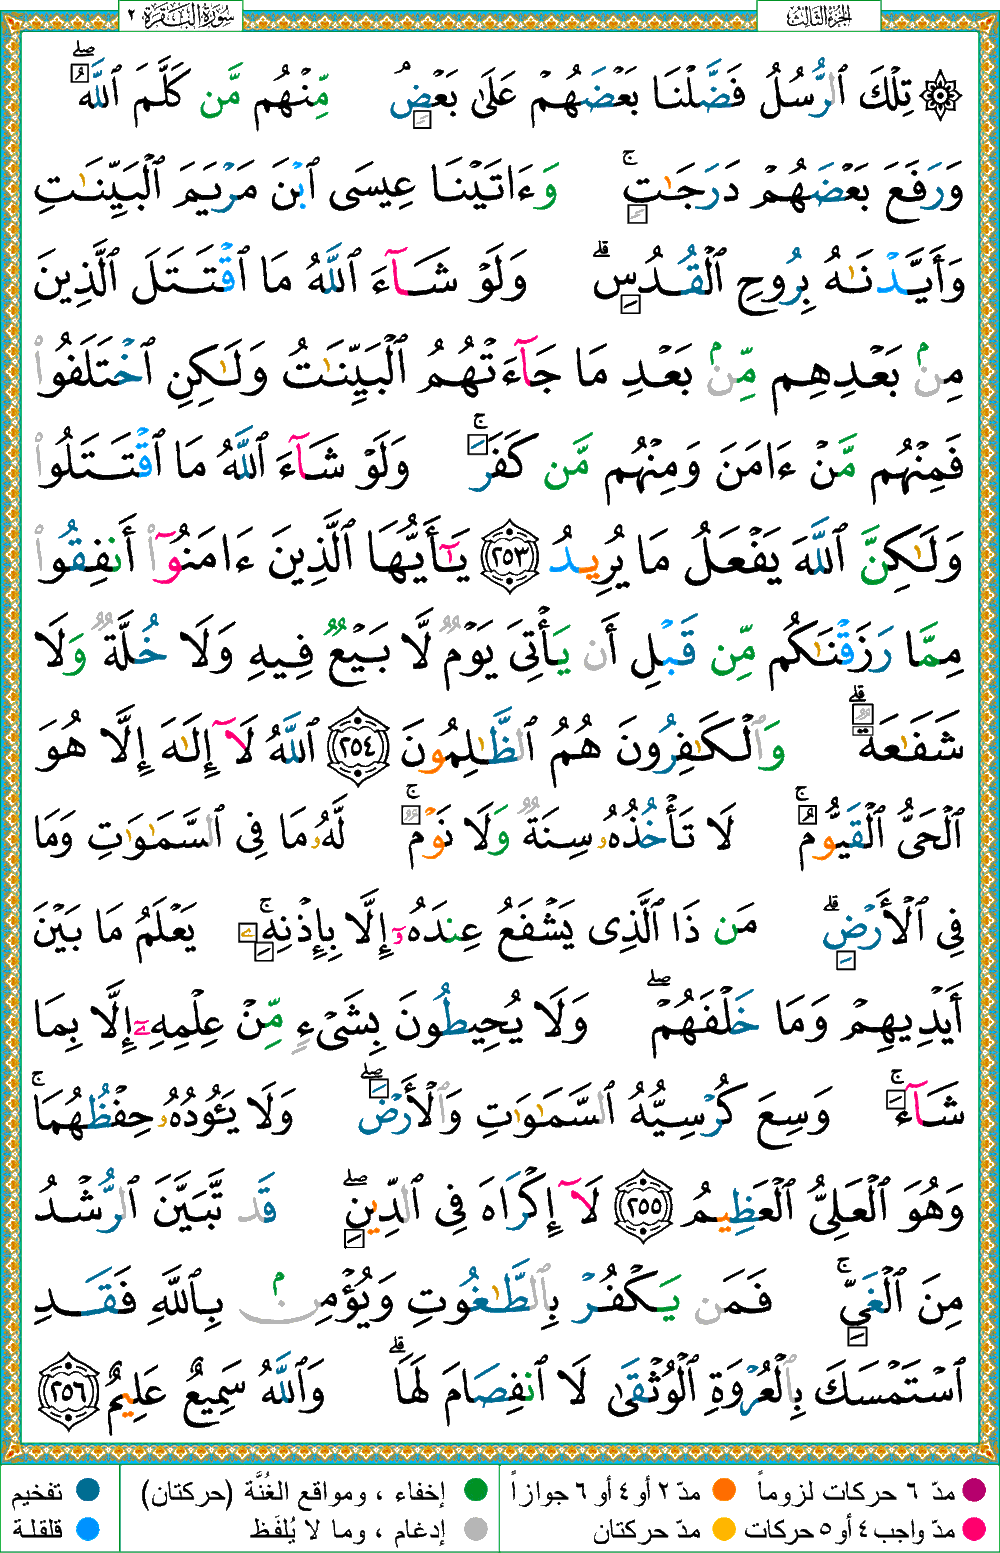 الجزء الثالث
سورة البقرة ٢
۞ تِلْكَ ٱلرُّسُلُ فَضَّلْنَا بَعْضَهُمْ عَلَىٰ بَعْضٍۘ مِّنْهُم مَّن كَلَّمَ ٱللَّهُۖ
وَرَفَعَ بَعْضَهُمْ دَرَجَٰتٍۚ وَءَاتَيْنَا عِيسَى ٱبْنَ مَرْيَمَ ٱلْبَيِّنَٰتِ
وَأَيَّدْنَٰهُ بِرُوحِ ٱلْقُدُسِۗ وَلَوْ شَآءَ ٱللَّهُ مَا ٱقْتَتَلَ ٱلَّذِينَ
مِنۢ بَعْدِهِم مِّنۢ بَعْدِ مَا جَآءَتْهُمُ ٱلْبَيِّنَٰتُ وَلَٰكِنِ ٱخْتَلَفُوا۟
فَمِنْهُم مَّنْ ءَامَنَ وَمِنْهُم مَّن كَفَرَۚ وَلَوْ شَآءَ ٱللَّهُ مَا ٱقْتَتَلُوا۟
وَلَٰكِنَّ ٱللَّهَ يَفْعَلُ مَا يُرِيدُ ٢٥٣ يَٰٓأَيُّهَا ٱلَّذِينَ ءَامَنُوٓا۟ أَنفِقُوا۟
مِمَّا رَزَقْنَٰكُم مِّن قَبْلِ أَن يَأْتِىَ يَوْمٌ لَّا بَيْعٌ فِيهِ وَلَا خُلَّةٌ وَلَا
شَفَٰعَةٌۗ وَٱلْكَٰفِرُونَ هُمُ ٱلظَّٰلِمُونَ ٢٥٤ ٱللَّهُ لَآ إِلَٰهَ إِلَّا هُوَ
ٱلْحَىُّ ٱلْقَيُّومُۚ لَا تَأْخُذُهُۥ سِنَةٌ وَلَا نَوْمٌۚ لَّهُۥ مَا فِى ٱلسَّمَٰوَٰتِ وَمَا
فِى ٱلْأَرْضِۗ مَن ذَا ٱلَّذِى يَشْفَعُ عِندَهُۥٓ إِلَّا بِإِذْنِهِۦۚ يَعْلَمُ مَا بَيْنَ
أَيْدِيهِمْ وَمَا خَلْفَهُمْۖ وَلَا يُحِيطُونَ بِشَىْءٍ مِّنْ عِلْمِهِۦٓ إِلَّا بِمَا
شَآءَۚ وَسِعَ كُرْسِيُّهُ ٱلسَّمَٰوَٰتِ وَٱلْأَرْضَۖ وَلَا يَـُٔودُهُۥ حِفْظُهُمَاۚ
وَهُوَ ٱلْعَلِىُّ ٱلْعَظِيمُ ٢٥٥ لَآ إِكْرَاهَ فِى ٱلدِّينِۖ قَد تَّبَيَّنَ ٱلرُّشْدُ
مِنَ ٱلْغَىِّۚ فَمَن يَكْفُرْ بِٱلطَّٰغُوتِ وَيُؤْمِنۢ بِٱللَّهِ فَقَدِ
ٱسْتَمْسَكَ بِٱلْعُرْوَةِ ٱلْوُثْقَىٰ لَا ٱنفِصَامَ لَهَاۗ وَٱللَّهُ سَمِيعٌ عَلِيمٌ ٢٥٦
مدّ ٦ حركات لزوماً مدّ ٢ أو ٤ أو ٦ جوازاً إخفاء ، ومواقع الغُنَّة (حركتان) تفخيم
مدّ واجب ٤ أو ٥ حركات مدّ حركتان إدغام ، وما لا يُلفَظ قلقلة